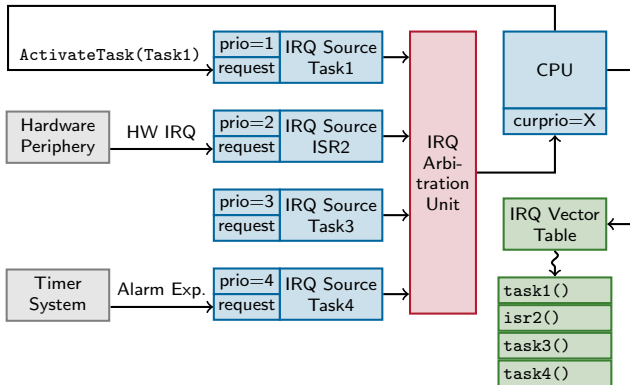 ActivateTask(Task1)
prio=1
request
IRQ Source
Task1
CPU
curprio=X
Hardware
Periphery
HW IRQ
prio=2
request
IRQ Source
ISR2
IRQ
Arbi-
tration
Unit
prio=3
request
IRQ Source
Task3
IRQ Vector
Table
Timer
System
Alarm Exp.
prio=4
request
IRQ Source
Task4
task1()
isr2()
task3()
task4()